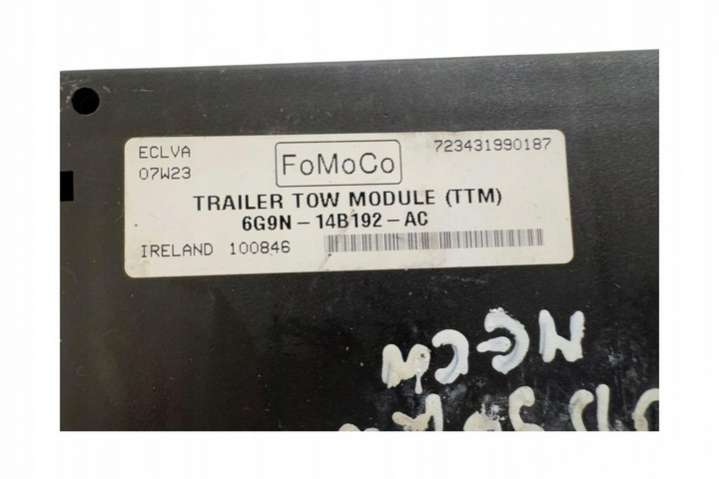 ECLVA
FoMoCo
723431990187
07W23
TRAILER TOW MODULE (TTM)
6G9N-14B192-AC
IRELAND 100846